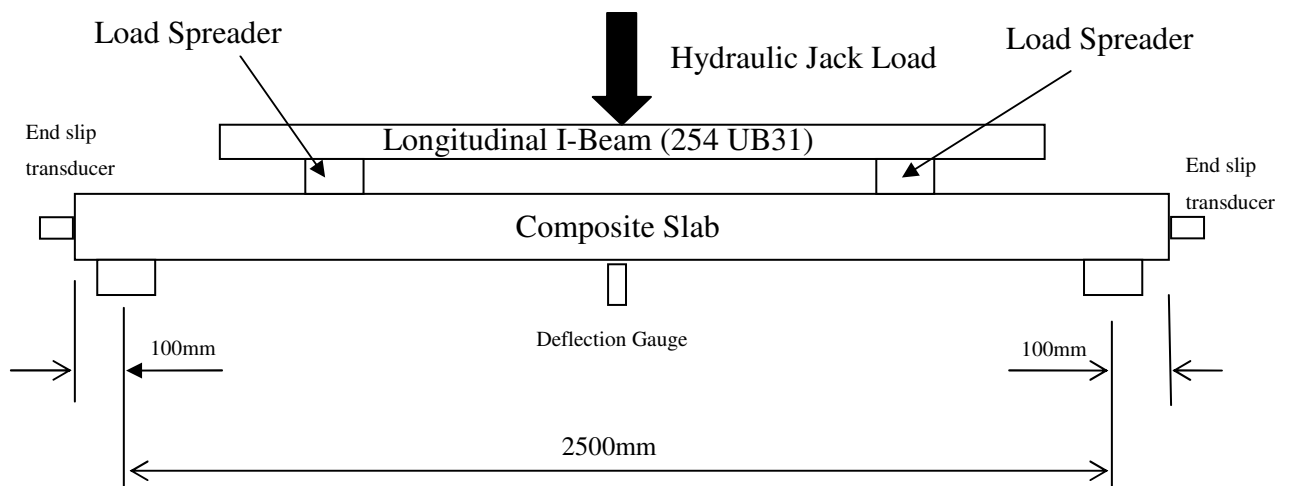 Load Spreader
Hydraulic Jack Load
Load Spreader
End slip
transducer
Longitudinal I-Beam (254 UB31)
End slip
transducer
Composite Slab
Deflection Gauge
100mm
100mm
2500mm